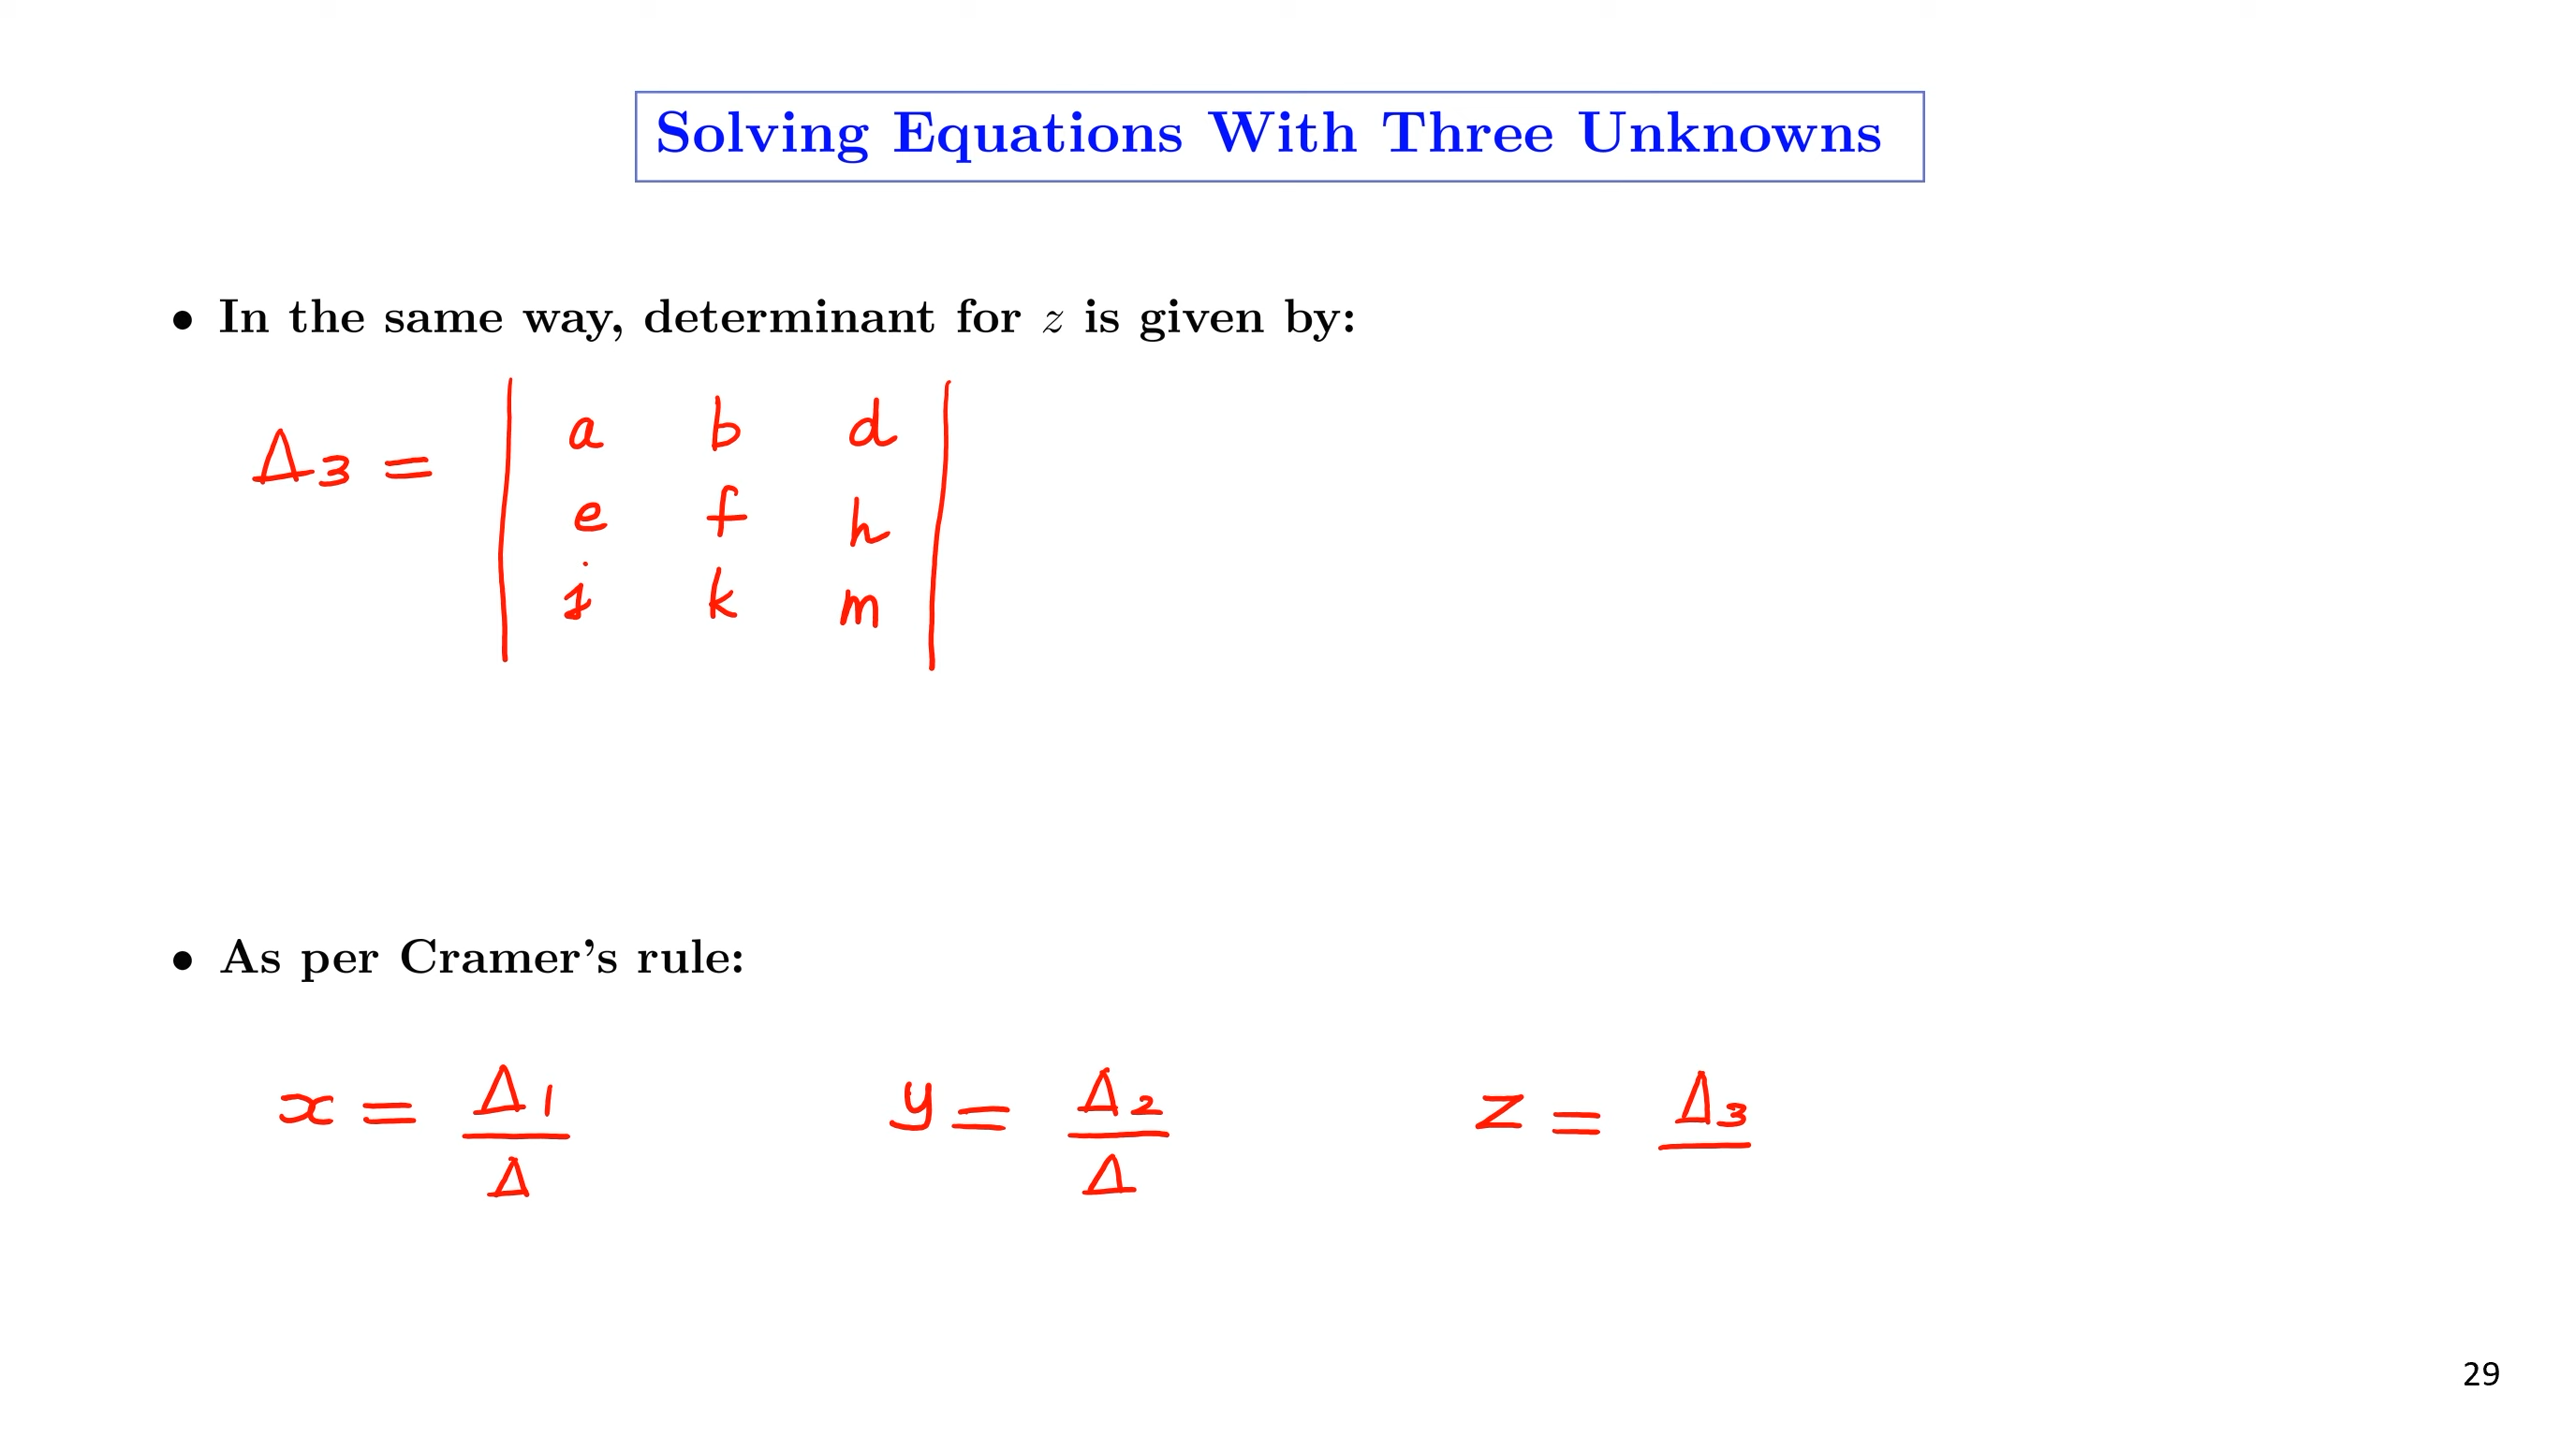 Solving Equations With Three Unknowns
• In the same way, determinant for z is given by:
Δ3 = | a b d |
| e f h |
| j k m |
• As per Cramer's rule:
x = Δ1/Δ y = Δ2/Δ z = Δ3/
29